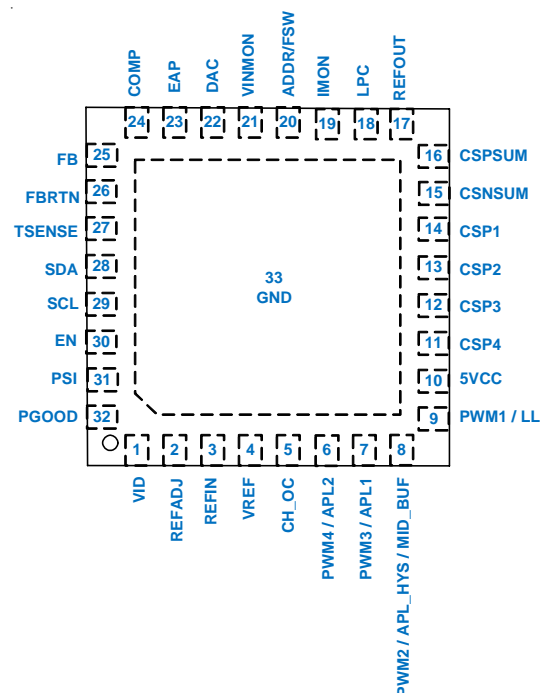 COMP
EAP
DAC
VINMON
ADDR/FSW
IMON
LPC
REFOUT
24
23
22
21
20
19
18
17
FB
25
FBRTN
26
TSENSE
27
SDA
28
SCL
29
EN
30
PSI
31
PGOOD
32
33
GND
16
CSPSUM
15
CSNSUM
14
CSP1
13
CSP2
12
CSP3
11
CSP4
10
5VCC
9
PWM1 / LL
1
2
3
4
5
6
7
8
VID
REFADJ
REFIN
VREF
CH_OC
PWM4 / APL2
PWM3 / APL1
PWM2 / APL_HYS / MID_BUF